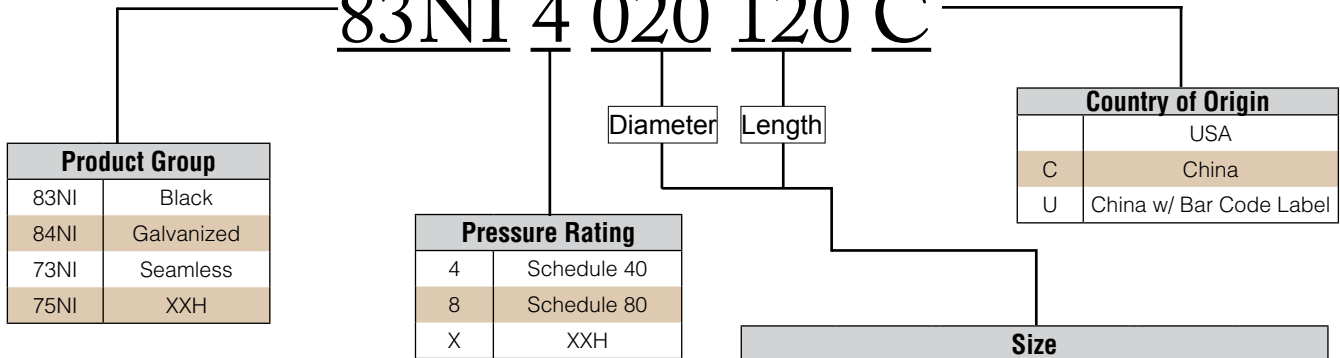 83NI 4 020 120 C
Diameter Length
Product Group
83NI Black
84NI Galvanized
73NI Seamless
75NI XXH
Pressure Rating
4 Schedule 40
8 Schedule 80
X XXH
Country of Origin
USA
C China
U China w/ Bar Code Label
Size